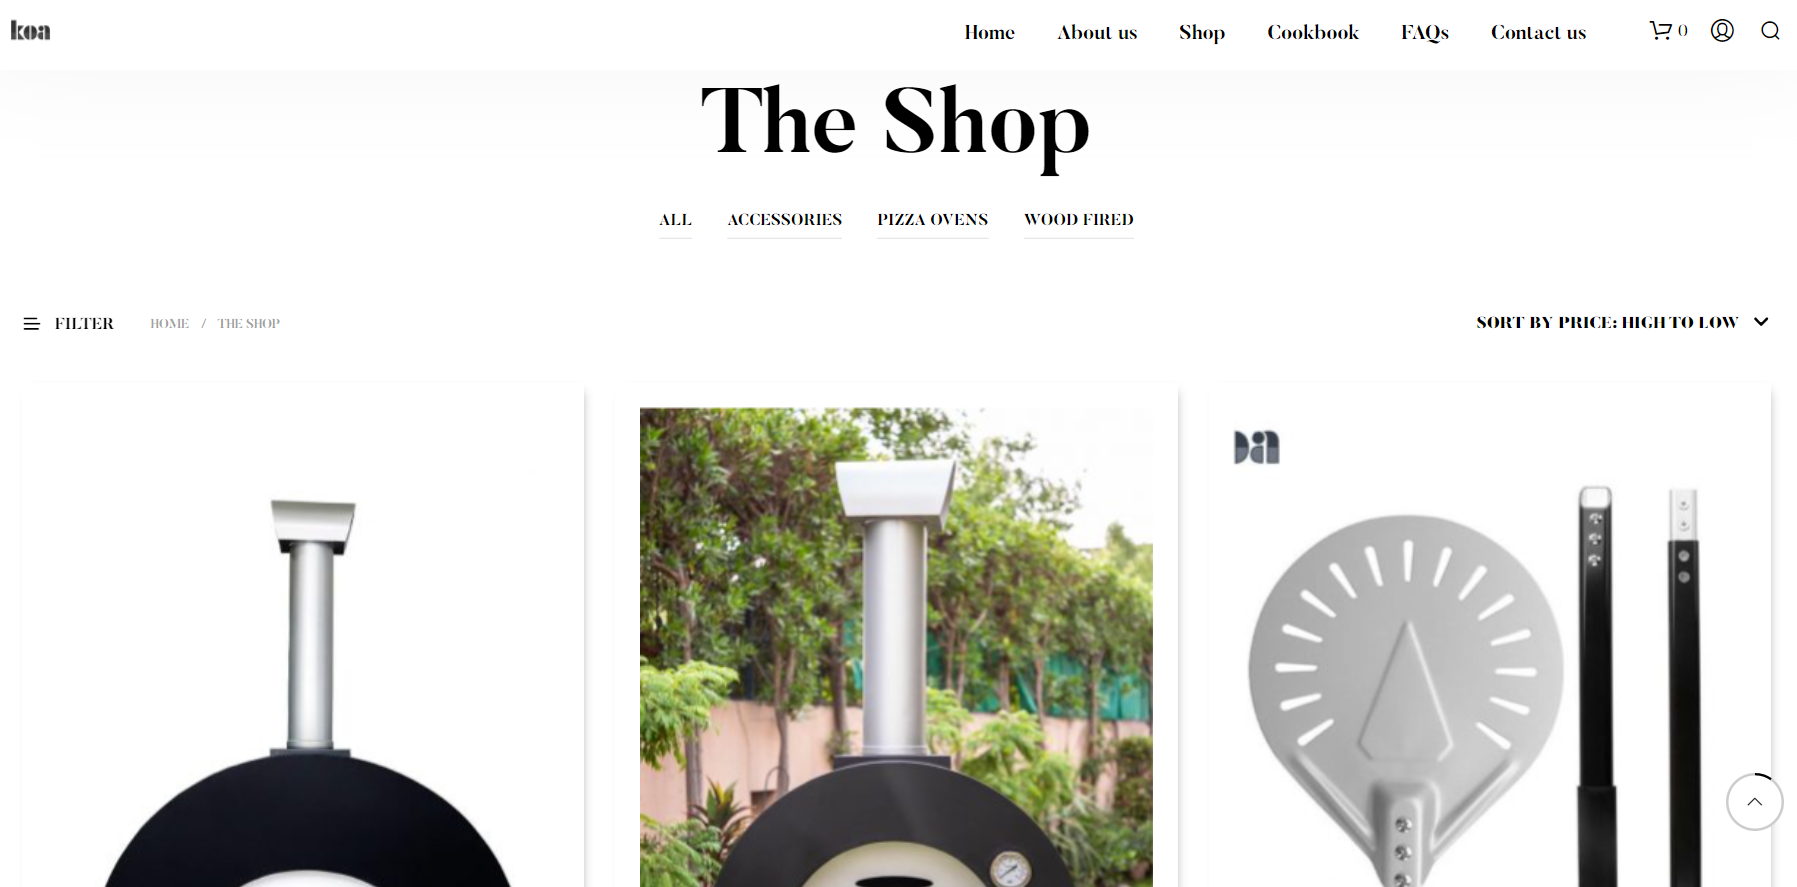 koa
Home About us Shop Cookbook FAQs Contact us 0
The Shop
ALL ACCESSORIES PIZZA OVENS WOOD FIRED
FILTER HOME / THE SHOP SORT BY PRICE: HIGH TO LOW